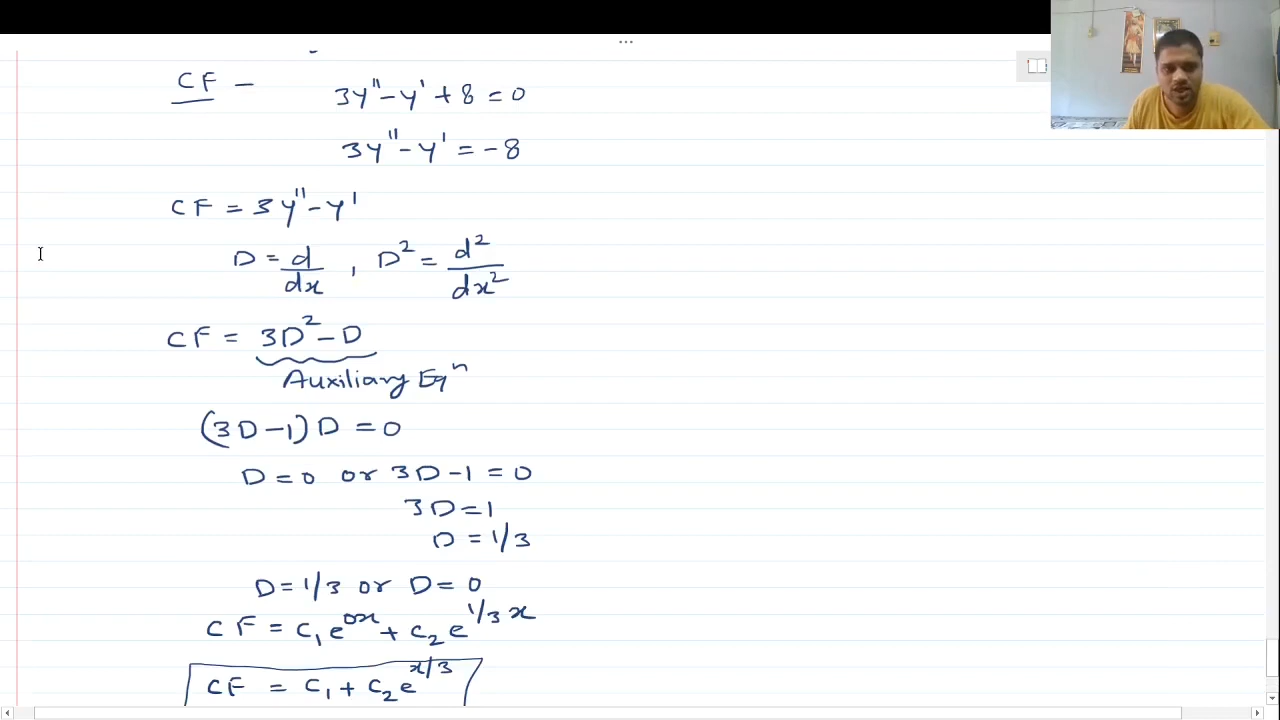 CF – 3y'' – y' + 8 = 0
3y'' – y' = – 8
CF = 3y'' – y'
D = d/dx , D² = d²/dx²
CF = 3D² – D
Auxiliary Eqⁿ
(3D – 1) D = 0
D = 0 or 3D – 1 = 0
3D = 1
D = 1/3
D = 1/3 or D = 0
CF = C₁e^0x + C₂e^1/3 x
CF = C₁ + C₂e^x/3